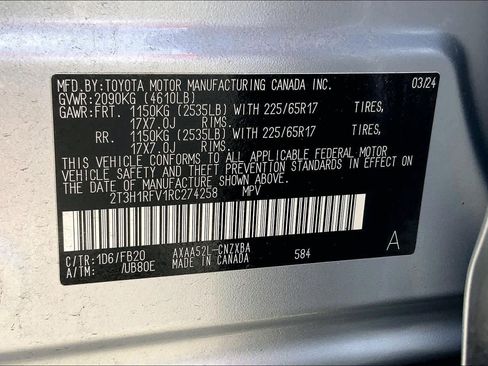 MFD.BY:TOYOTA MOTOR MANUFACTURING CANADA INC. 03/24
GVWR:2090KG (4610LB)
GAWR:FRT. 1150KG (2535LB) WITH 225/65R17 TIRES,
17X7.0J RIMS.
RR. 1150KG (2535LB) WITH 225/65R17 TIRES,
17X7.0J RIMS.
THIS VEHICLE CONFORMS TO ALL APPLICABLE FEDERAL MOTOR
VEHICLE SAFETY AND THEFT PREVENTION STANDARDS IN EFFECT
ON THE DATE OF MANUFACTURE SHOWN ABOVE.
2T3H1RFV1RC274258 MPV
C/TR:1D6/FB20 AXAA52L-CNZXBA 584 A
A/TM: /UB80E MADE IN CANADA